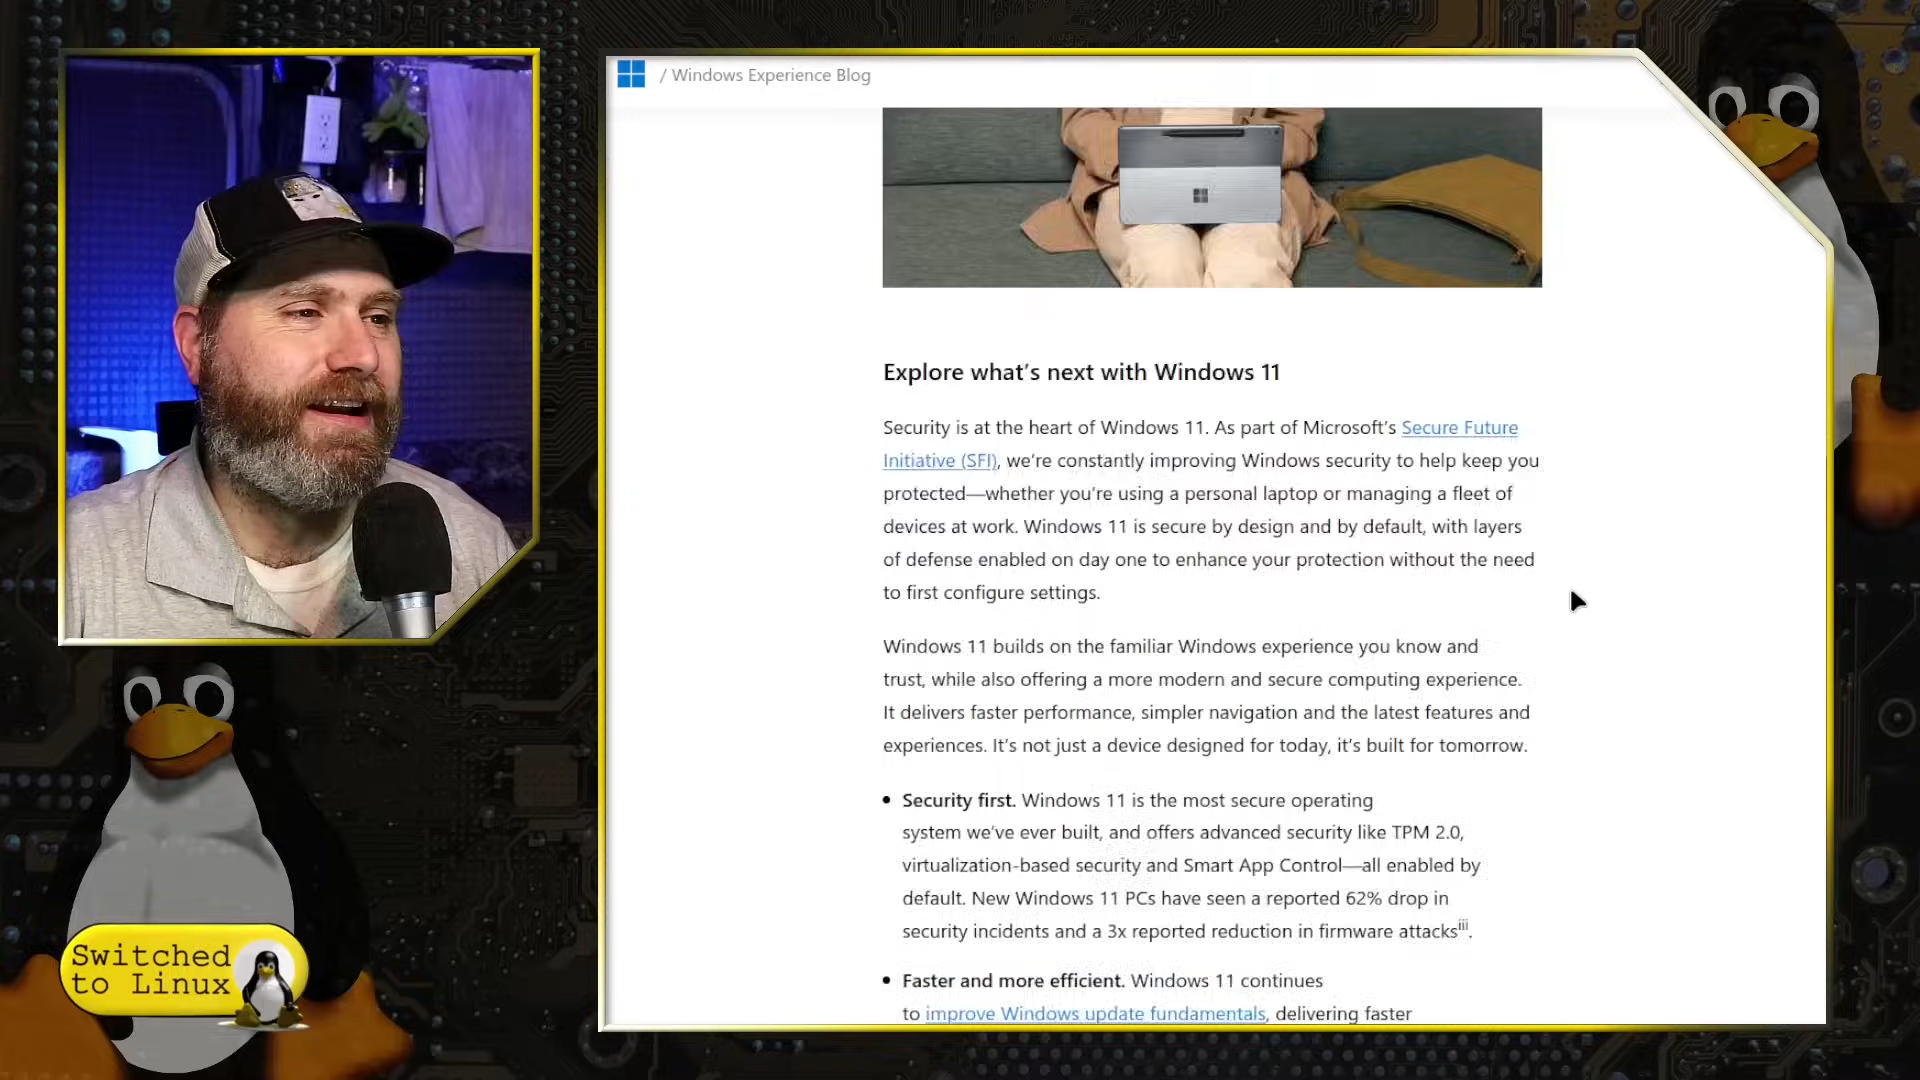 / Windows Experience Blog
Explore what's next with Windows 11
Security is at the heart of Windows 11. As part of Microsoft's Secure Future
Initiative (SFI), we're constantly improving Windows security to help keep you
protected—whether you're using a personal laptop or managing a fleet of
devices at work. Windows 11 is secure by design and by default, with layers
of defense enabled on day one to enhance your protection without the need
to first configure settings.
Windows 11 builds on the familiar Windows experience you know and
trust, while also offering a more modern and secure computing experience.
It delivers faster performance, simpler navigation and the latest features and
experiences. It's not just a device designed for today, it's built for tomorrow.
• Security first. Windows 11 is the most secure operating
system we've ever built, and offers advanced security like TPM 2.0,
virtualization-based security and Smart App Control—all enabled by
default. New Windows 11 PCs have seen a reported 62% drop in
security incidents and a 3x reported reduction in firmware attacksⁱⁱⁱ.
• Faster and more efficient. Windows 11 continues
to improve Windows update fundamentals, delivering faster
Switched
to Linux